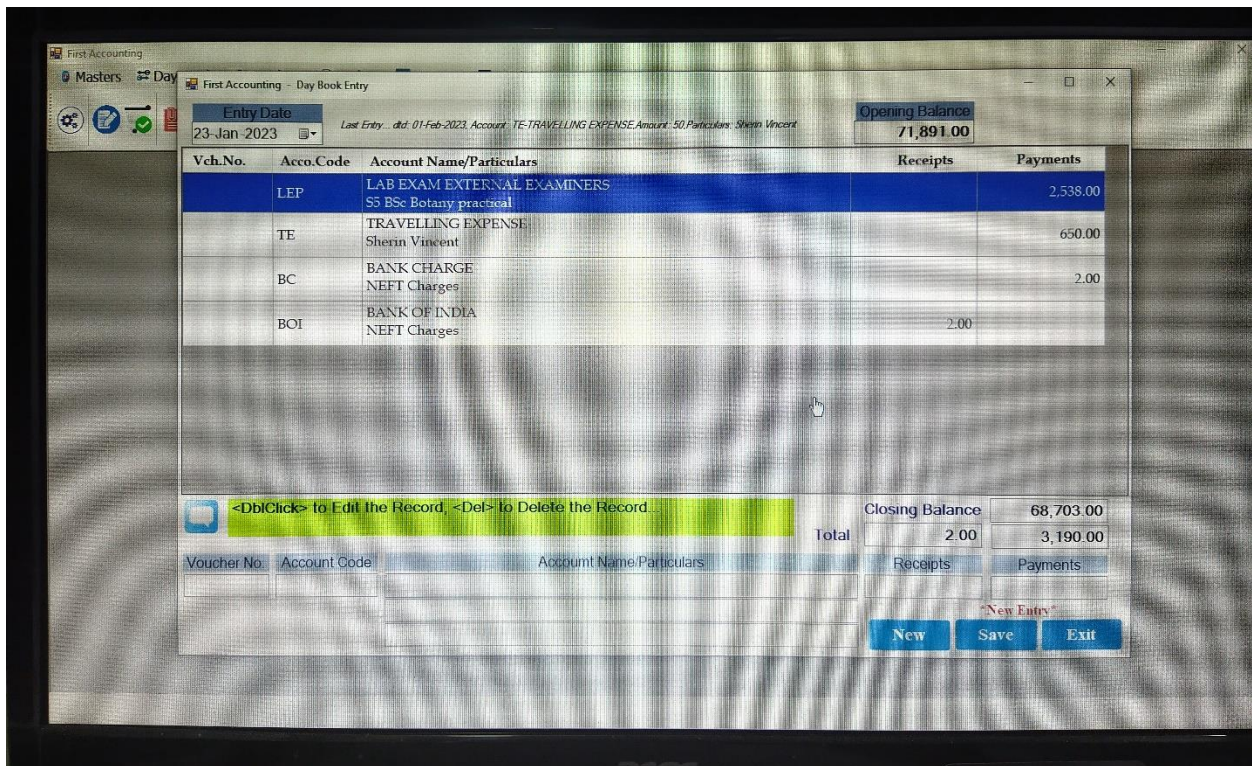 First Accounting
Masters Day
First Accounting - Day Book Entry
Entry Date
23-Jan-2023
Last Entry... dtd: 01-Feb-2023, Account: TE-TRAVELLING EXPENSE, Amount: 50, Particulars: Sherin Vincent
Opening Balance
71,891.00
Vch.No. Acco.Code Account Name/Particulars Receipts Payments
LEP LAB EXAM EXTERNAL EXAMINERS 2,538.00
S5 BSc Botany practical
TE TRAVELLING EXPENSE 650.00
Sherin Vincent
BC BANK CHARGE 2.00
NEFT Charges
BOI BANK OF INDIA 2.00
NEFT Charges
<DblClick> to Edit the Record, <Del> to Delete the Record...
Closing Balance 68,703.00
Total 2.00 3,190.00
Voucher No. Account Code Accoumt Name/Particulars Receipts Payments
*New Entry*
New Save Exit